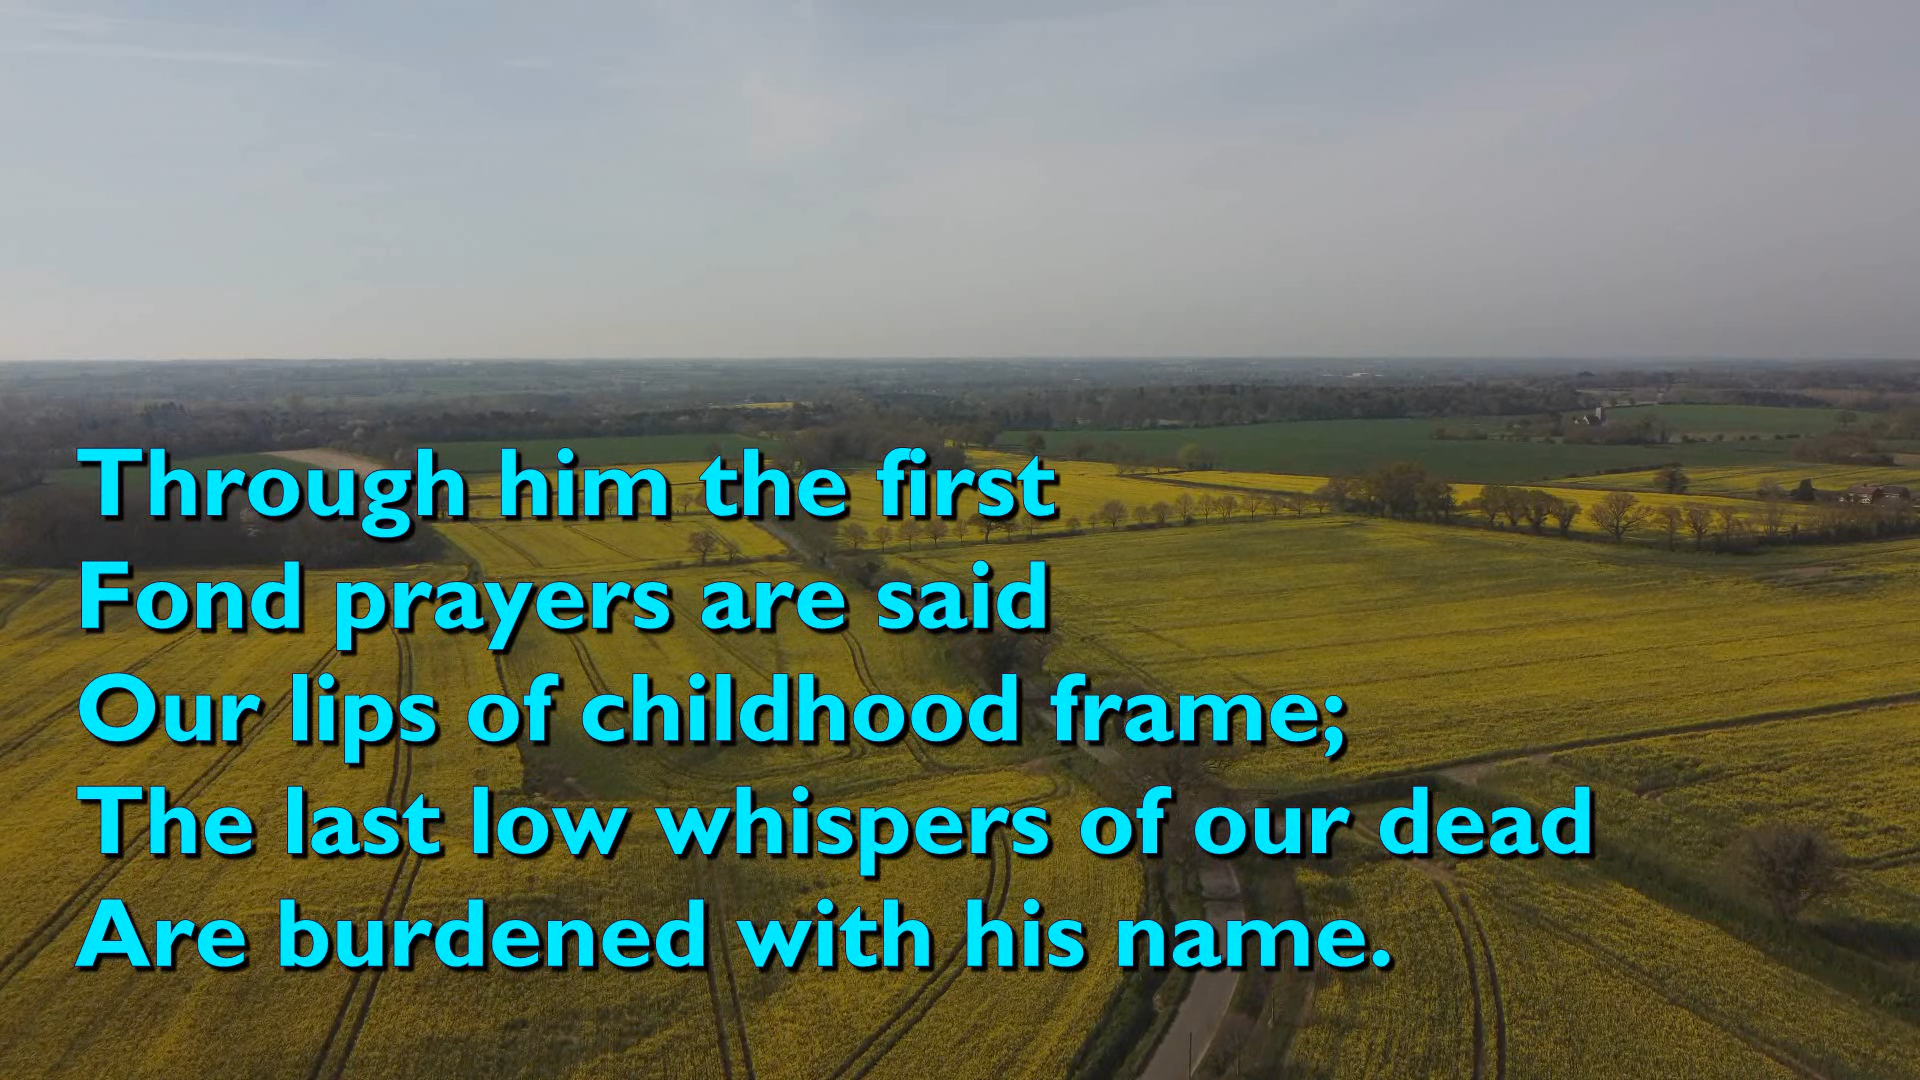 Through him the first
Fond prayers are said
Our lips of childhood frame;
The last low whispers of our dead
Are burdened with his name.